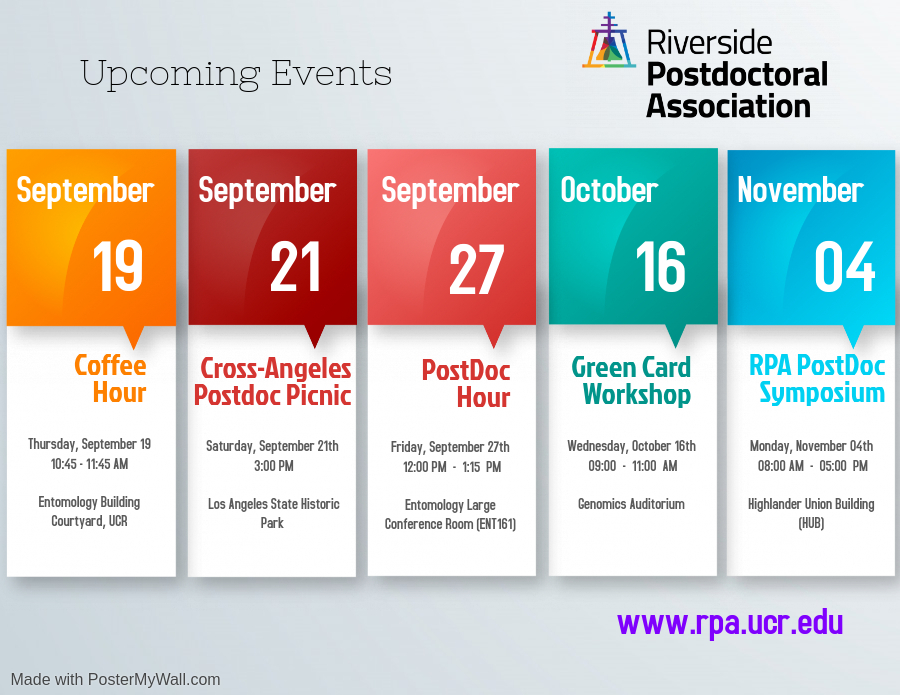 Upcoming Events
Riverside
Postdoctoral
Association
September
19
Coffee
Hour
Thursday, September 19
10:45 - 11:45 AM
Entomology Building
Courtyard, UCR
September
21
Cross-Angeles
Postdoc Picnic
Saturday, September 21th
3:00 PM
Los Angeles State Historic
Park
September
27
PostDoc
Hour
Friday, September 27th
12:00 PM - 1:15 PM
Entomology Large
Conference Room (ENT161)
October
16
Green Card
Workshop
Wednesday, October 16th
09:00 - 11:00 AM
Genomics Auditorium
November
04
RPA PostDoc
Symposium
Monday, November 04th
08:00 AM - 05:00 PM
Highlander Union Building
(HUB)
www.rpa.ucr.edu
Made with PosterMyWall.com